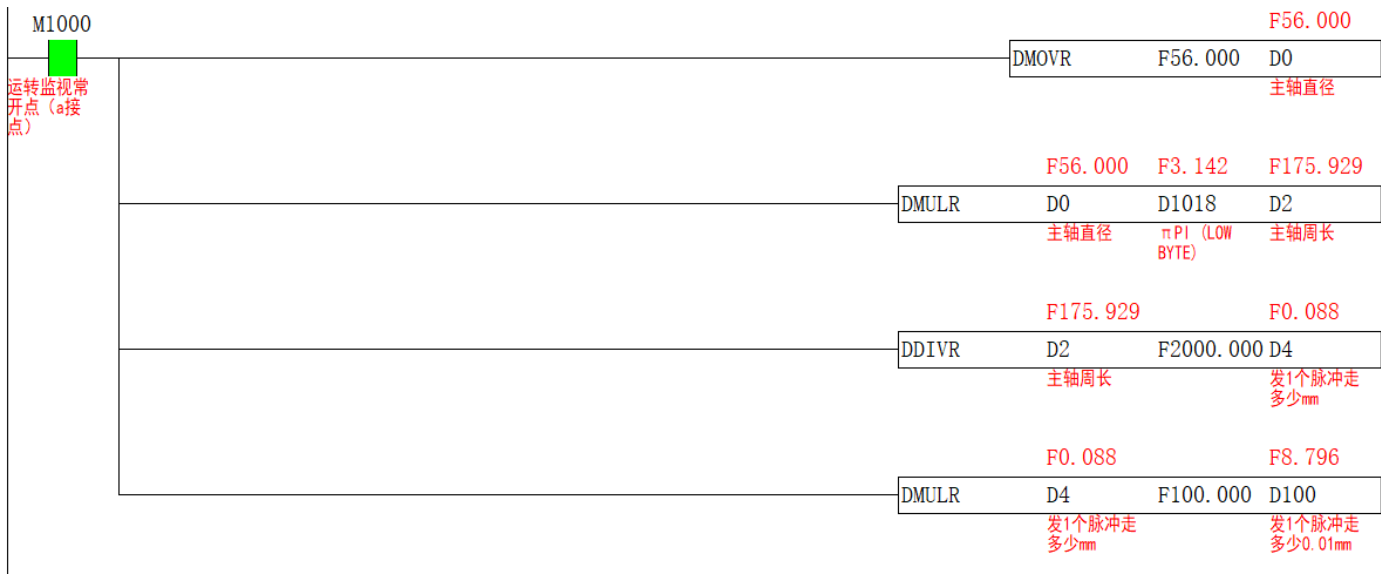 M1000
运转监视常
开点（a接
点）
F56.000
DMOVR F56.000 D0
主轴直径
F56.000 F3.142 F175.929
DMULR D0 D1018 D2
主轴直径 πPI (LOW 主轴周长
BYTE)
F175.929 F0.088
DDIVR D2 F2000.000 D4
主轴周长 发1个脉冲走
多少mm
F0.088 F8.796
DMULR D4 F100.000 D100
发1个脉冲走 发1个脉冲走
多少mm 多少0.01mm